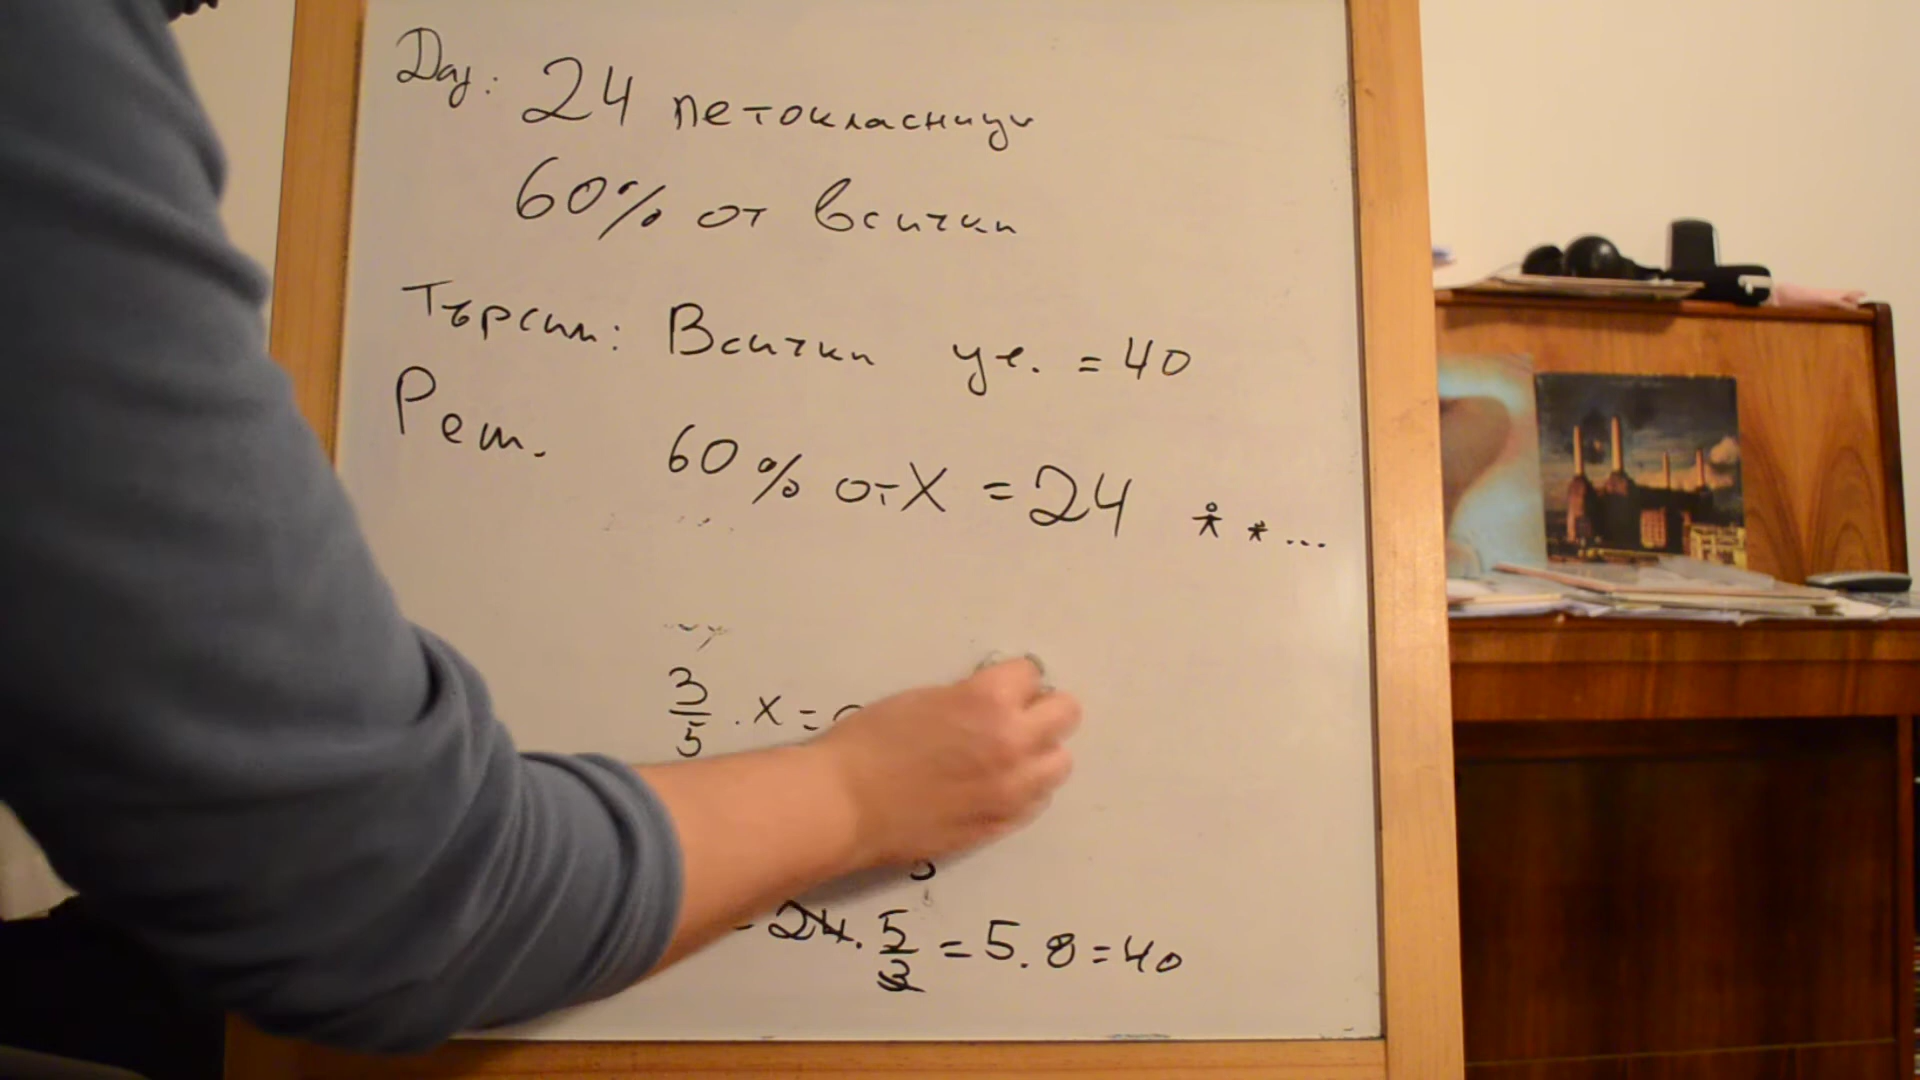 Дад: 24 петокласници
60% от всички
Търсим: Всички уч. = 40
Реш.
60% от X = 24 ...
3/5 . x =
24 . 5/3 = 5 . 8 = 40